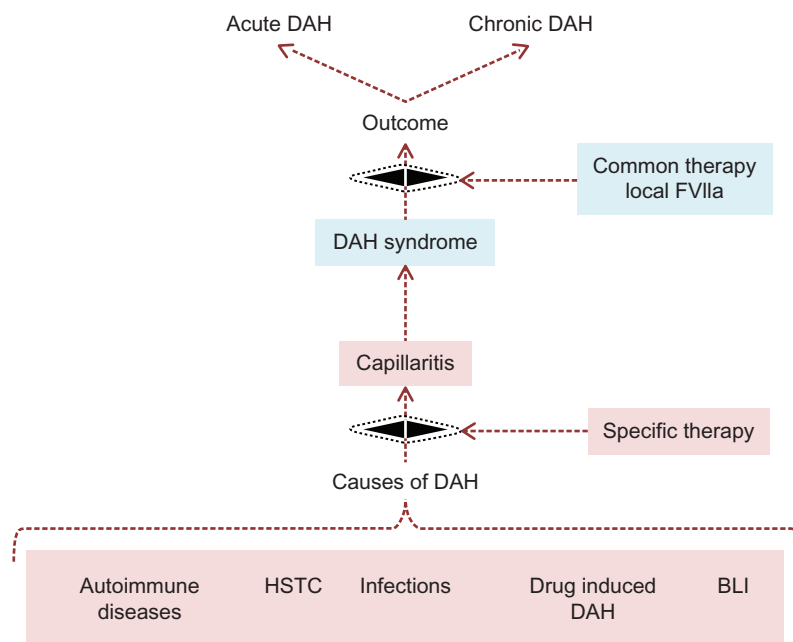 Acute DAH
Chronic DAH
Outcome
Common therapy
local FVIIa
DAH syndrome
Capillaritis
Specific therapy
Causes of DAH
Autoimmune
diseases
HSTC
Infections
Drug induced
DAH
BLI